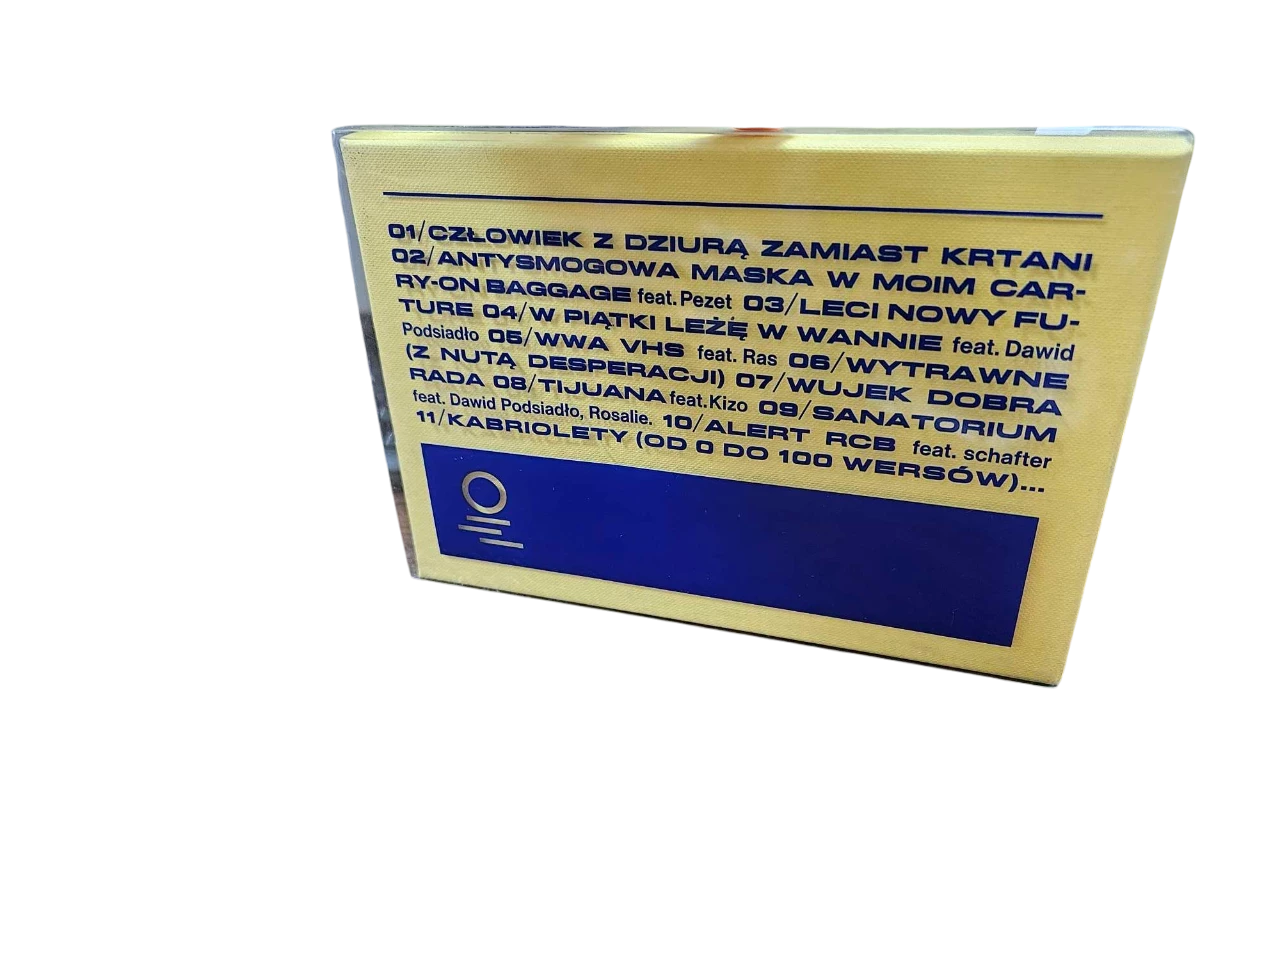 01/CZŁOWIEK Z DZIURĄ ZAMIAST KRTANI
02/ANTYSMOGOWA MASKA W MOIM CAR-
RY-ON BAGGAGE feat. Pezet 03/LECI NOWY FU-
TURE 04/W PIĄTKI LEŻĘ W WANNIE feat. Dawid
Podsiadło 05/WWA VHS feat. Ras 06/WYTRAWNE
(Z NUTĄ DESPERACJI) 07/WUJEK DOBRA
RADA 08/TIJUANA feat. Kizo 09/SANATORIUM
feat. Dawid Podsiadło, Rosalie. 10/ALERT RCB feat. schafter
11/KABRIOLETY (OD 0 DO 100 WERSÓW)...